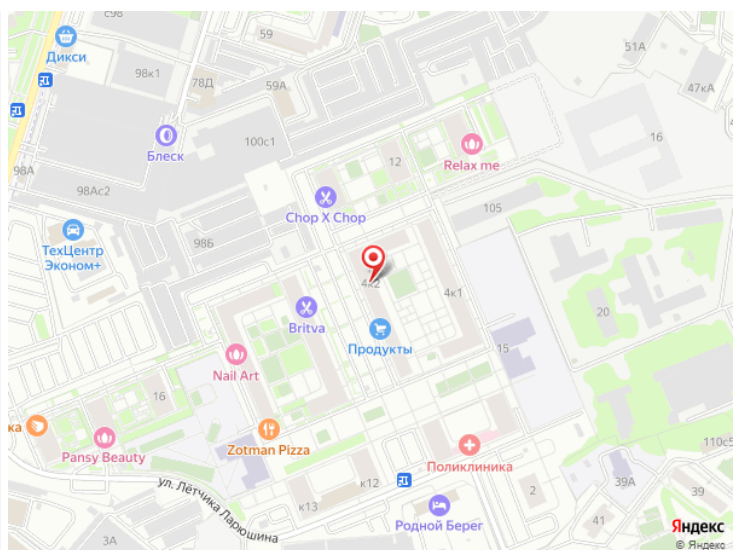 с98
59
51А
Дикси
98к1
78Д
59А
47кА
100с1
16
Блеск
12
Relax me
98А
98Ас2
Chop X Chop
105
98Б
ТехЦентр
Эконом+
4к2
4к1
20
Britva
Продукты
15
Nail Art
16
ка
Zotman Pizza
110с5
Pansy Beauty
Поликлиника
ул. Лётчика Ларюшина
к12
39А
39
к13
2
Родной Берег
41
3А
Яндекс
© Яндекс